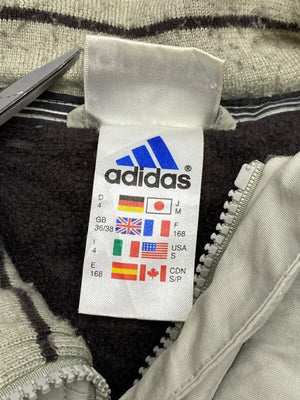 adidas®
D 4 J M
GB 36/38 F 168
I 4 USA S
E 168 CDN S/P